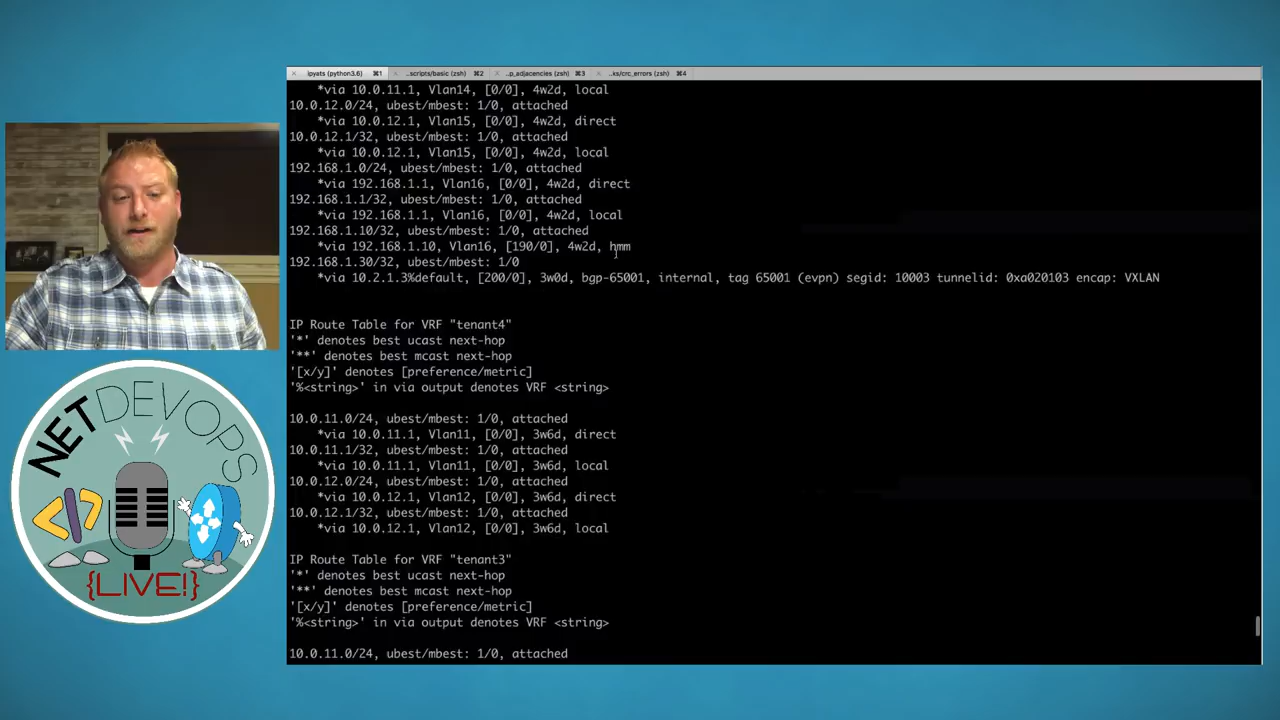 ipyats (python3.6) ⌘1 ..scripts/basic (zsh) ⌘2 ..p_adjacencies (zsh) ⌘3 ..ks/crc_errors (zsh) ⌘4
*via 10.0.11.1, Vlan14, [0/0], 4w2d, local
10.0.12.0/24, ubest/mbest: 1/0, attached
*via 10.0.12.1, Vlan15, [0/0], 4w2d, direct
10.0.12.1/32, ubest/mbest: 1/0, attached
*via 10.0.12.1, Vlan15, [0/0], 4w2d, local
192.168.1.0/24, ubest/mbest: 1/0, attached
*via 192.168.1.1, Vlan16, [0/0], 4w2d, direct
192.168.1.1/32, ubest/mbest: 1/0, attached
*via 192.168.1.1, Vlan16, [0/0], 4w2d, local
192.168.1.10/32, ubest/mbest: 1/0, attached
*via 192.168.1.10, Vlan16, [190/0], 4w2d, hmm
192.168.1.30/32, ubest/mbest: 1/0
*via 10.2.1.3%default, [200/0], 3w0d, bgp-65001, internal, tag 65001 (evpn) segid: 10003 tunnelid: 0xa020103 encap: VXLAN
IP Route Table for VRF "tenant4"
'*' denotes best ucast next-hop
'**' denotes best mcast next-hop
'[x/y]' denotes [preference/metric]
'%<string>' in via output denotes VRF <string>
10.0.11.0/24, ubest/mbest: 1/0, attached
*via 10.0.11.1, Vlan11, [0/0], 3w6d, direct
10.0.11.1/32, ubest/mbest: 1/0, attached
*via 10.0.11.1, Vlan11, [0/0], 3w6d, local
10.0.12.0/24, ubest/mbest: 1/0, attached
*via 10.0.12.1, Vlan12, [0/0], 3w6d, direct
10.0.12.1/32, ubest/mbest: 1/0, attached
*via 10.0.12.1, Vlan12, [0/0], 3w6d, local
IP Route Table for VRF "tenant3"
'*' denotes best ucast next-hop
'**' denotes best mcast next-hop
'[x/y]' denotes [preference/metric]
'%<string>' in via output denotes VRF <string>
10.0.11.0/24, ubest/mbest: 1/0, attached
NETDEVOPS
</>
{LIVE!}